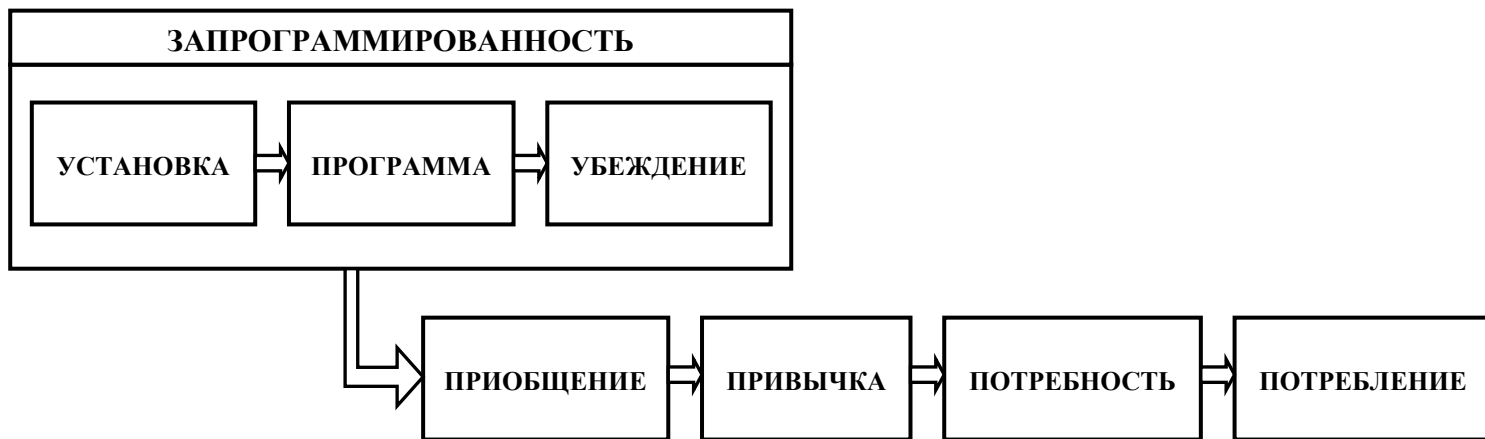 ЗАПРОГРАММИРОВАННОСТЬ
УСТАНОВКА
ПРОГРАММА
УБЕЖДЕНИЕ
ПРИОБЩЕНИЕ
ПРИВЫЧКА
ПОТРЕБНОСТЬ
ПОТРЕБЛЕНИЕ